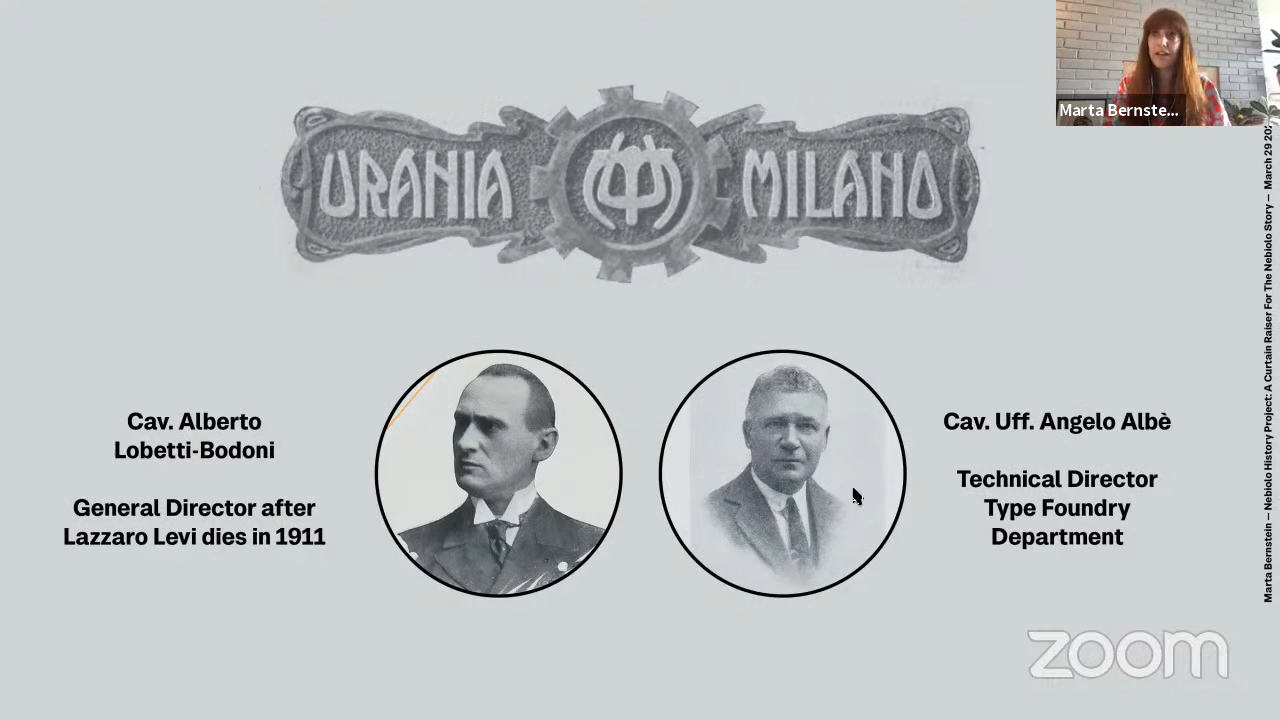 URANIA MILANO
Marta Bernste...
Cav. Alberto
Lobetti-Bodoni
General Director after
Lazzaro Levi dies in 1911
Cav. Uff. Angelo Albè
Technical Director
Type Foundry
Department
Marta Bernstein — Nebiolo History Project: A Curtain Raiser For The Nebiolo Story — March 29
zoom